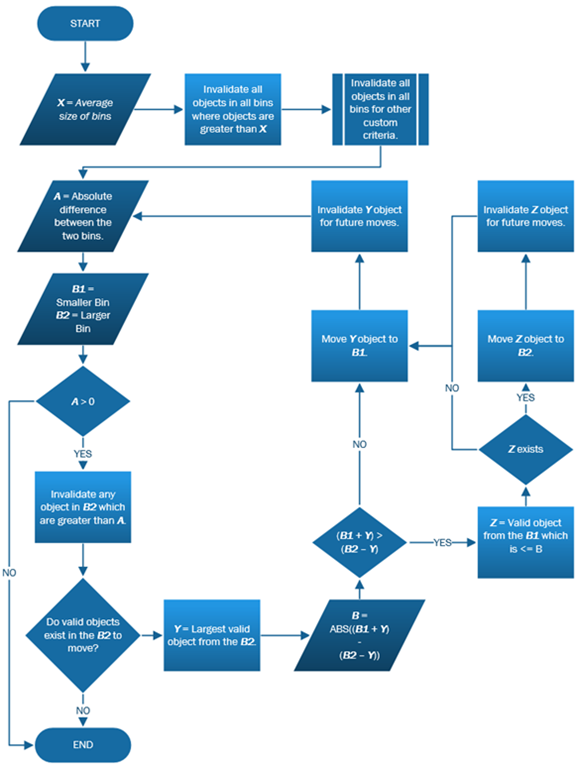 START
X = Average
size of bins
Invalidate all
objects in all bins
where objects are
greater than X
Invalidate all
objects in all
bins for other
custom
criteria.
A = Absolute
difference
between the
two bins.
Invalidate Y object
for future moves.
Invalidate Z object
for future moves.
B1 =
Smaller Bin
B2 = Larger
Bin
Move Y object to
B1.
Move Z object to
B2.
A > 0
NO
YES
YES
Z exists
Invalidate any
object in B2 which
are greater than A.
NO
(B1 + Y) >
(B2 – Y)
YES
Z = Valid object
from the B1 which
is <= B
NO
Do valid objects
exist in the B2 to
move?
Y = Largest valid
object from the B2.
B =
ABS((B1 + Y)
-
(B2 – Y))
NO
END